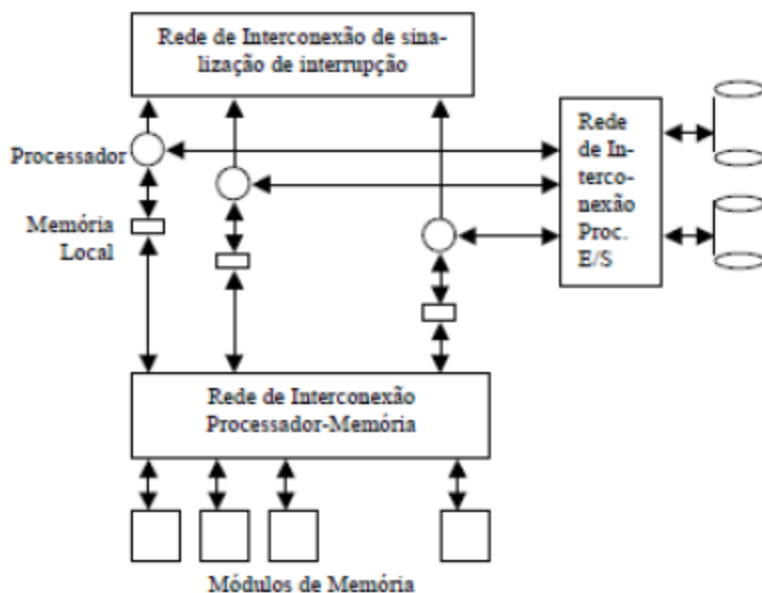 Rede de Interconexão de sina-
lização de interrupção
Processador
Memória
Local
Rede
de In-
terco-
nexão
Proc.
E/S
Rede de Interconexão
Processador-Memória
Módulos de Memória